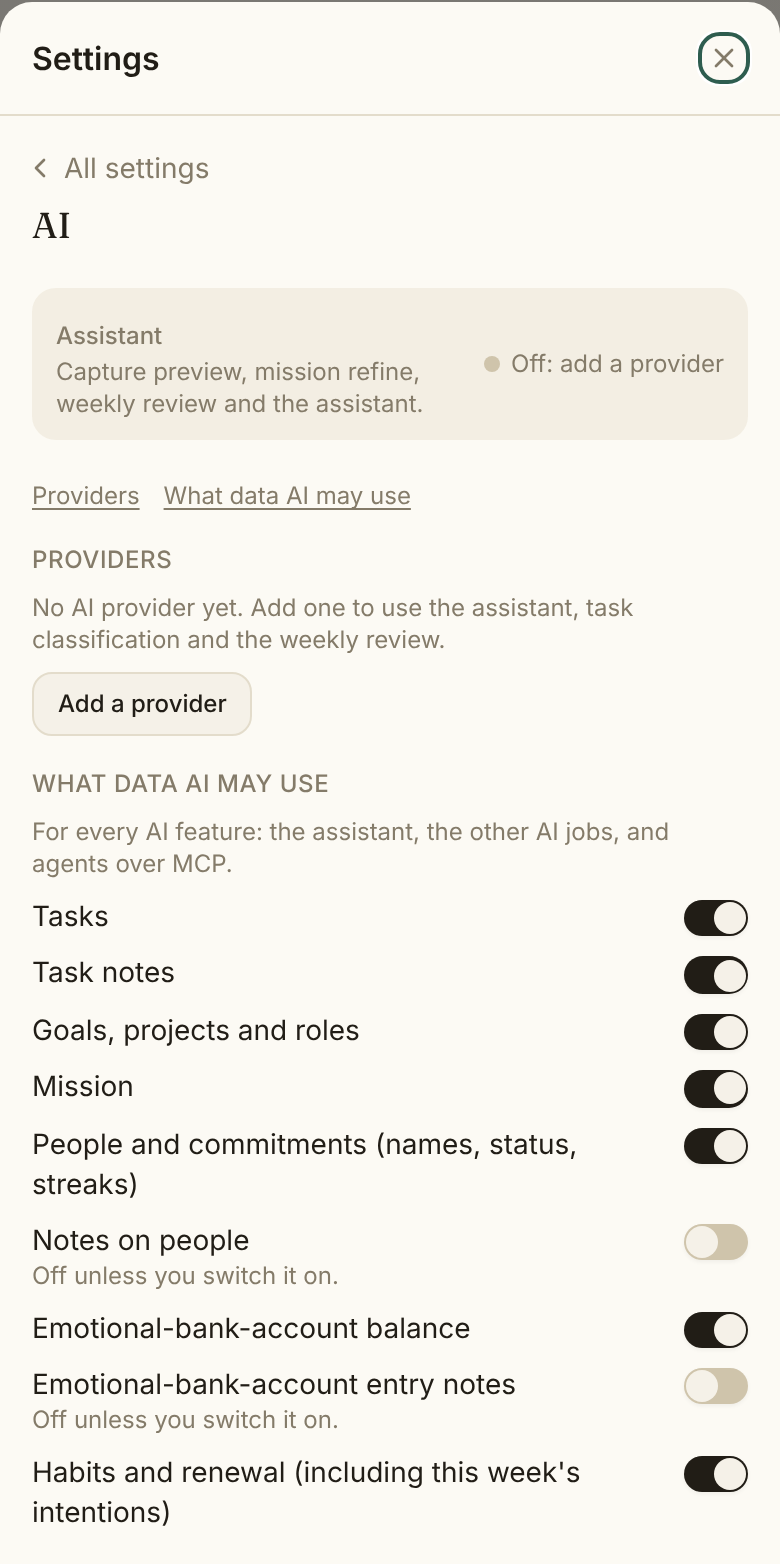 Settings
All settings
AI
Assistant
Capture preview, mission refine,
weekly review and the assistant.
Off: add a provider
Providers What data AI may use
PROVIDERS
No AI provider yet. Add one to use the assistant, task
classification and the weekly review.
Add a provider
WHAT DATA AI MAY USE
For every AI feature: the assistant, the other AI jobs, and
agents over MCP.
Tasks
Task notes
Goals, projects and roles
Mission
People and commitments (names, status,
streaks)
Notes on people
Off unless you switch it on.
Emotional-bank-account balance
Emotional-bank-account entry notes
Off unless you switch it on.
Habits and renewal (including this week's
intentions)